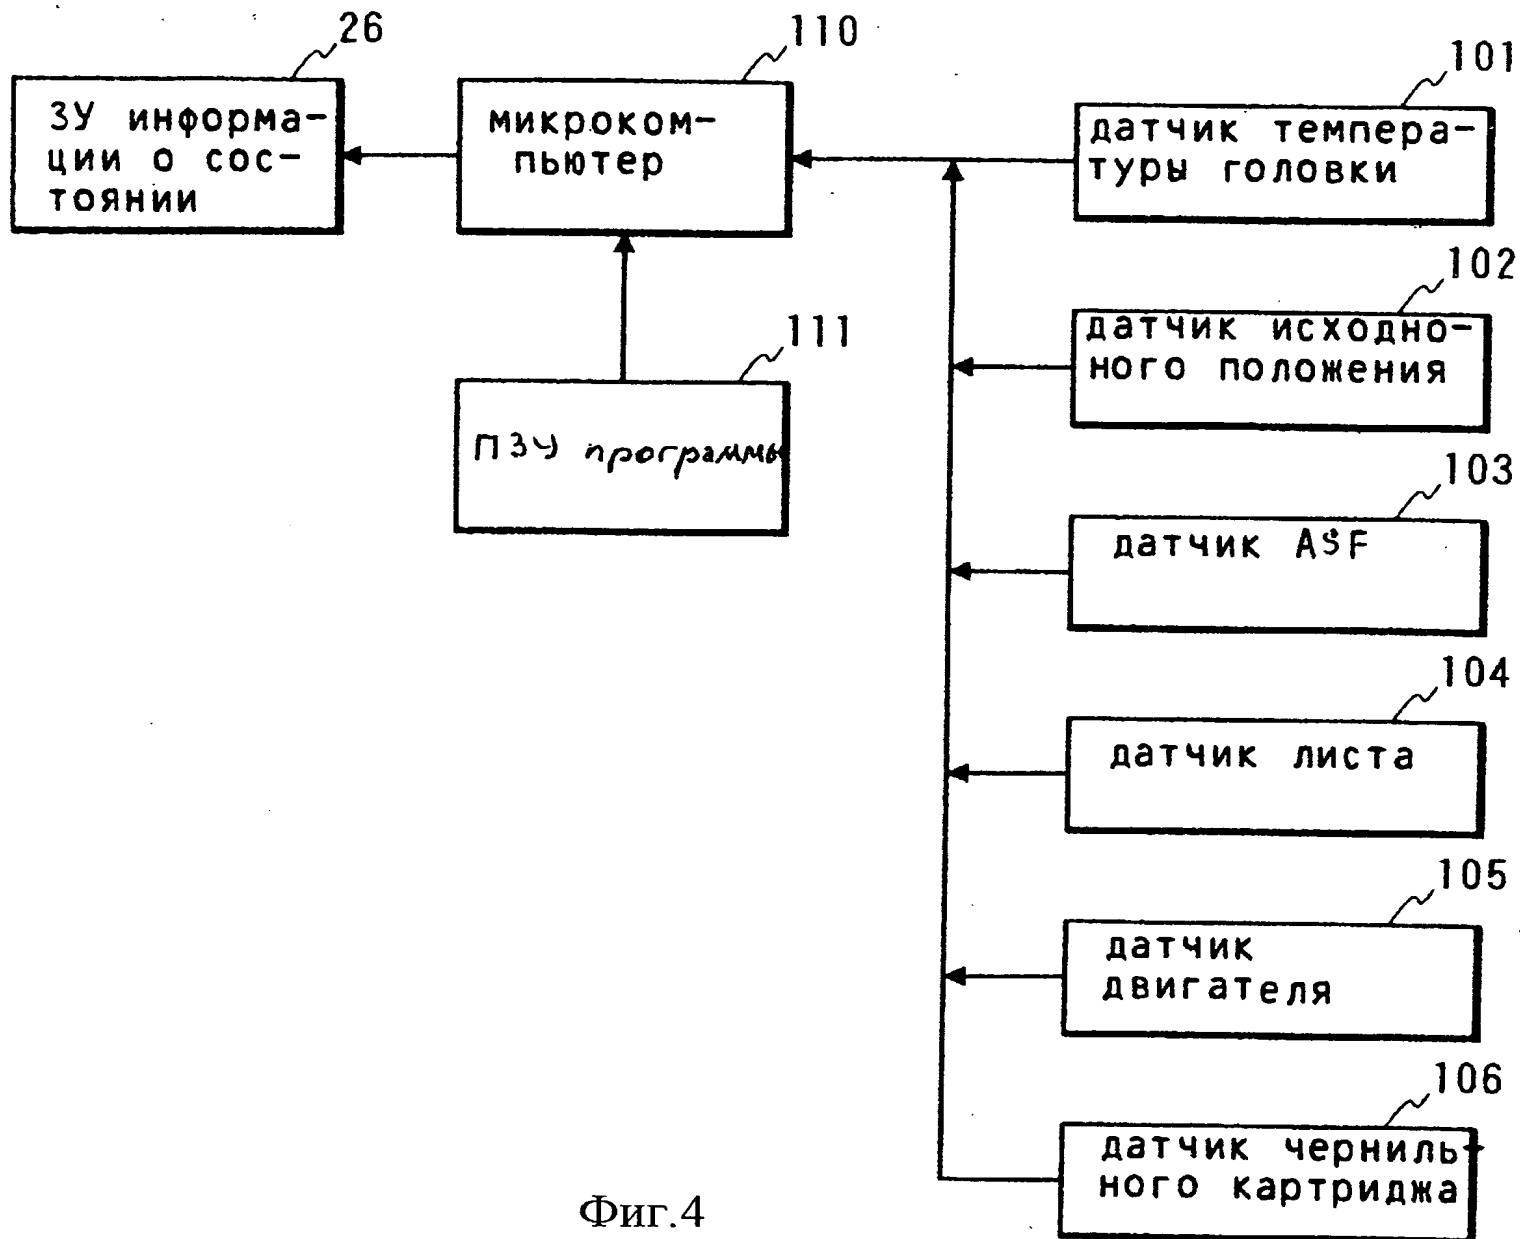 26
ЗУ информа-
ции о сос-
тоянии
110
микроком-
пьютер
111
ПЗУ программы
101
датчик темпера-
туры головки
102
датчик исходно-
ного положения
103
датчик ASF
104
датчик листа
105
датчик
двигателя
106
датчик черниль-
ного картриджа
Фиг.4